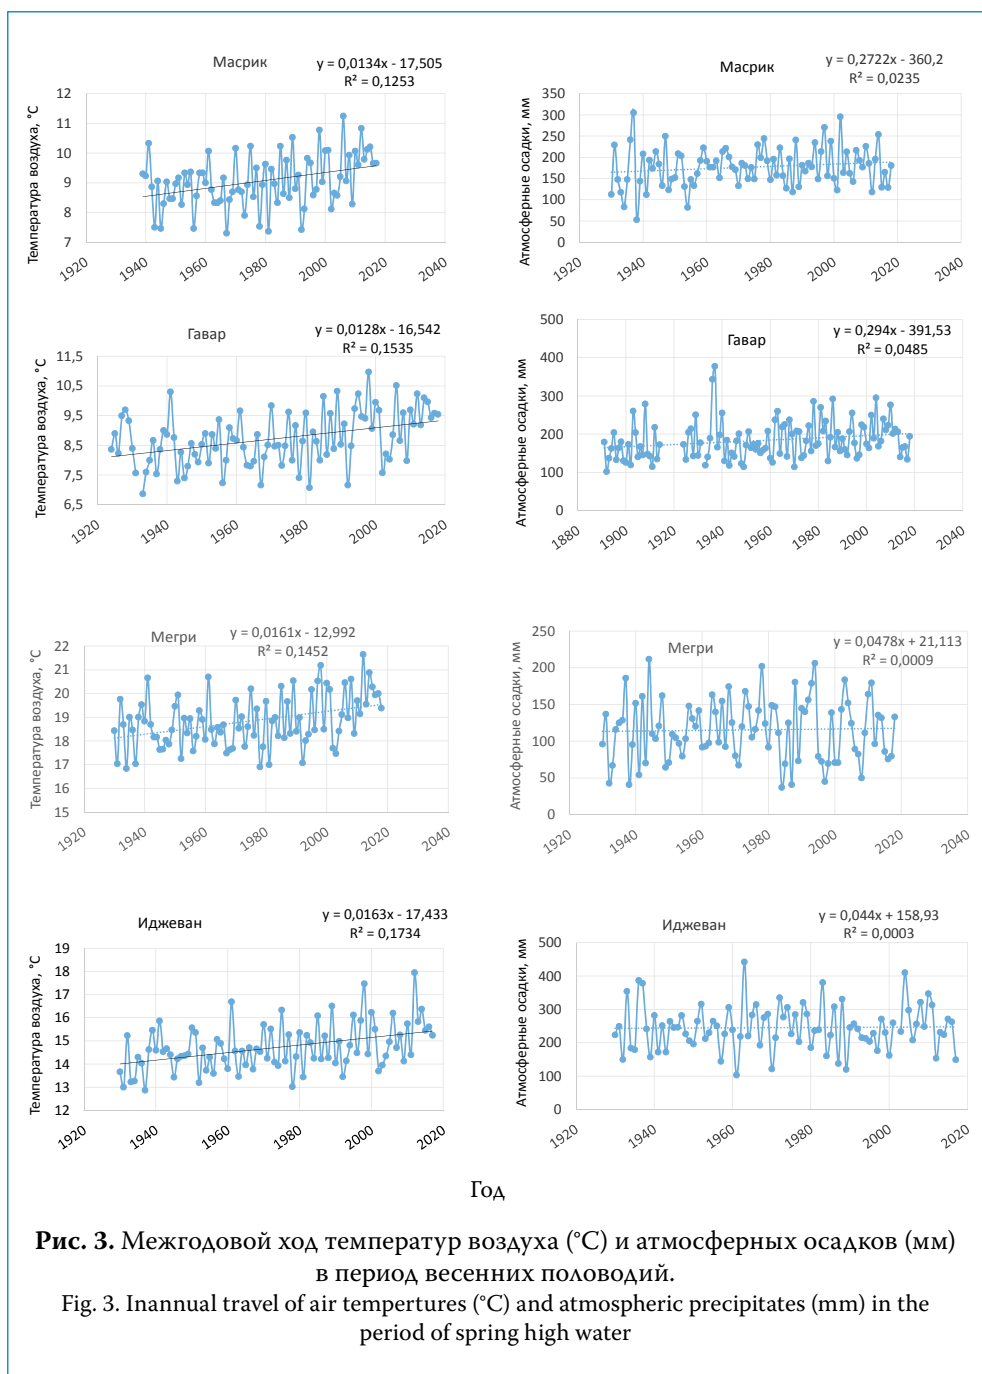 Масрик
y = 0,0134x - 17,505
R² = 0,1253
Температура воздуха, °С
12
11
10
9
8
7
1920
1940
1960
1980
2000
2020
2040
Масрик
y = 0,2722x - 360,2
R² = 0,0235
Атмосферные осадки, мм
350
300
250
200
150
100
50
0
1920
1940
1960
1980
2000
2020
2040
Гавар
y = 0,0128x - 16,542
R² = 0,1535
Температура воздуха, °С
11,5
10,5
9,5
8,5
7,5
6,5
1920
1940
1960
1980
2000
2020
Гавар
y = 0,294x - 391,53
R² = 0,0485
Атмосферные осадки, мм
500
400
300
200
100
0
1880
1900
1920
1940
1960
1980
2000
2020
2040
Мегри
y = 0,0161x - 12,992
R² = 0,1452
Температура воздуха, °С
22
21
20
19
18
17
16
15
1920
1940
1960
1980
2000
2020
2040
Мегри
y = 0,0478x + 21,113
R² = 0,0009
Атмосферные осадки, мм
250
200
150
100
50
0
1920
1940
1960
1980
2000
2020
2040
Иджеван
y = 0,0163x - 17,433
R² = 0,1734
Температура воздуха, °С
19
18
17
16
15
14
13
12
1920
1940
1960
1980
2000
2020
Иджеван
y = 0,044x + 158,93
R² = 0,0003
Атмосферные осадки, мм
500
400
300
200
100
0
1920
1940
1960
1980
2000
2020
Год
Рис. 3. Межгодовой ход температур воздуха (°С) и атмосферных осадков (мм)
в период весенних половодий.
Fig. 3. Inannual travel of air tempertures (°C) and atmospheric precipitates (mm) in the
period of spring high water